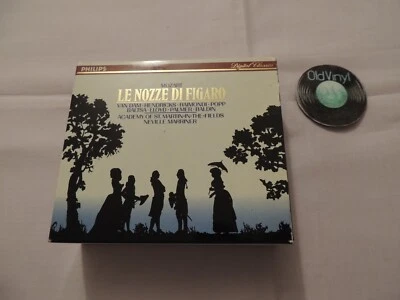 PHILIPS
Digital Classics
MOZART
LE NOZZE DI FIGARO
VAN DAM · HENDRICKS · RAIMONDI · POPP
BALTSA · LLOYD · PALMER · BALDIN
ACADEMY OF ST. MARTIN-IN-THE-FIELDS
NEVILLE MARRINER
Old Vinyl